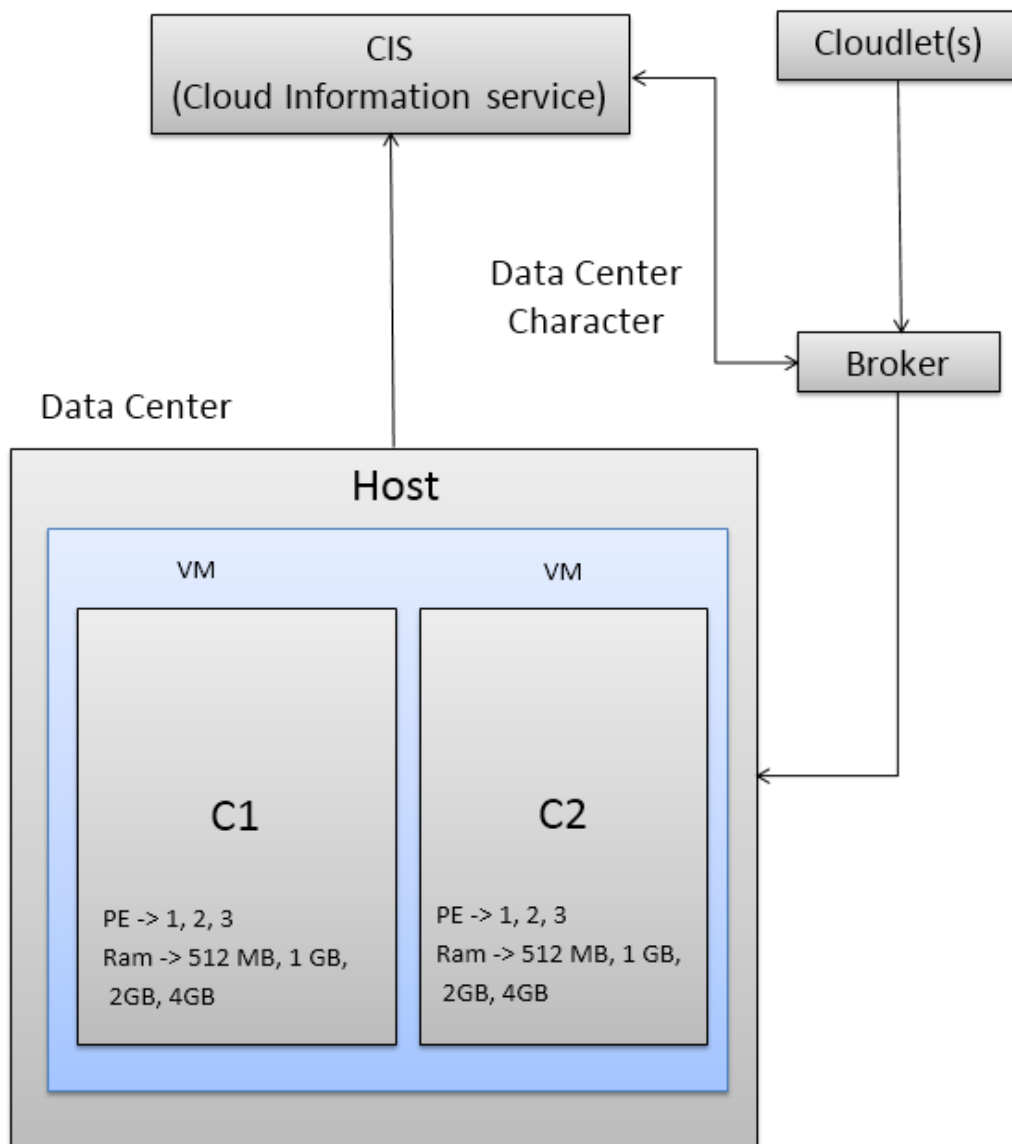 CIS
(Cloud Information service)
Cloudlet(s)
Data Center
Character
Broker
Data Center
Host
VM
VM
C1
C2
PE -> 1, 2, 3
Ram -> 512 MB, 1 GB,
2GB, 4GB
PE -> 1, 2, 3
Ram -> 512 MB, 1 GB,
2GB, 4GB